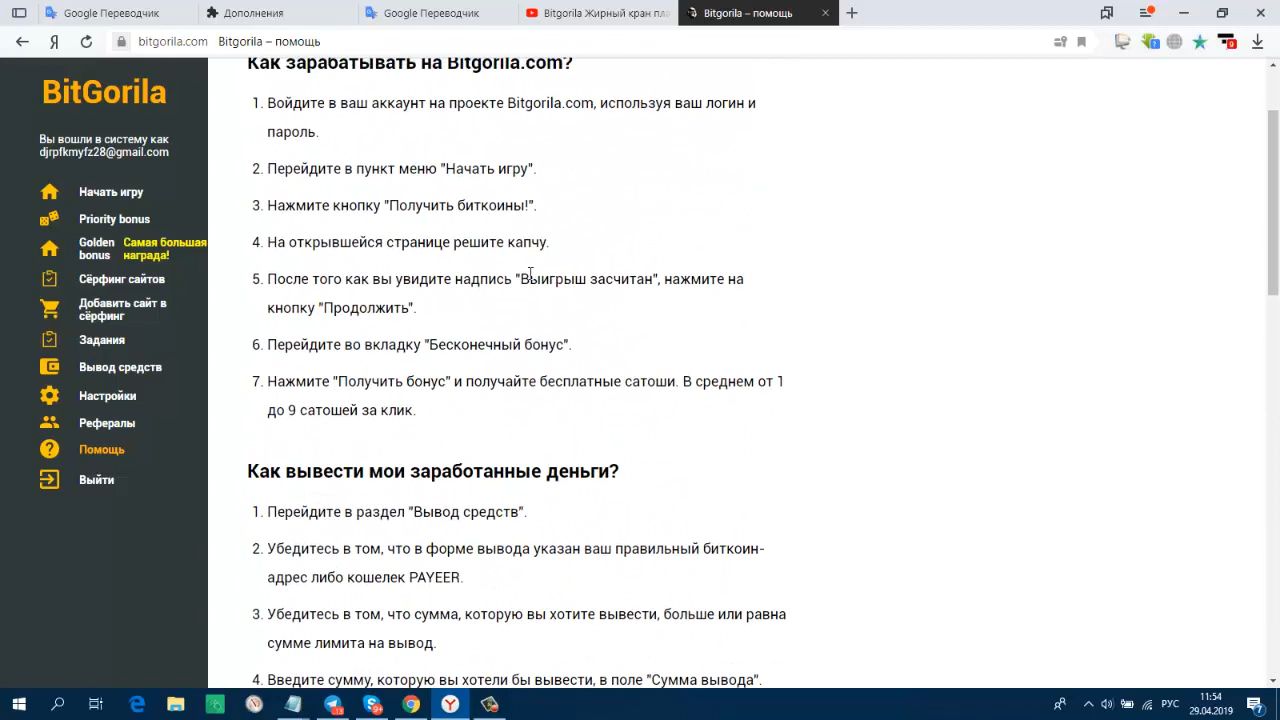 Google Переводчик
Дополнения
Google Переводчик
Bitgorila Жирный кран пла
Bitgorila – помощь
bitgorila.com Bitgorila – помощь
Как зарабатывать на Bitgorila.com?
BitGorila
1. Войдите в ваш аккаунт на проекте Bitgorila.com, используя ваш логин и
пароль.
Вы вошли в систему как
djrpfkmyfz28@gmail.com
2. Перейдите в пункт меню "Начать игру".
Начать игру
3. Нажмите кнопку "Получить биткоины!".
Priority bonus
4. На открывшейся странице решите капчу.
Golden Самая большая
bonus награда!
5. После того как вы увидите надпись "Выигрыш засчитан", нажмите на
кнопку "Продолжить".
Сёрфинг сайтов
Добавить сайт в
сёрфинг
6. Перейдите во вкладку "Бесконечный бонус".
Задания
Вывод средств
7. Нажмите "Получить бонус" и получайте бесплатные сатоши. В среднем от 1
до 9 сатошей за клик.
Настройки
Рефералы
Помощь
Выйти
Как вывести мои заработанные деньги?
1. Перейдите в раздел "Вывод средств".
2. Убедитесь в том, что в форме вывода указан ваш правильный биткоин-
адрес либо кошелек PAYEER.
3. Убедитесь в том, что сумма, которую вы хотите вывести, больше или равна
сумме лимита на вывод.
4. Введите сумму, которую вы хотели бы вывести, в поле "Сумма вывода".
РУС
11:54
29.04.2019